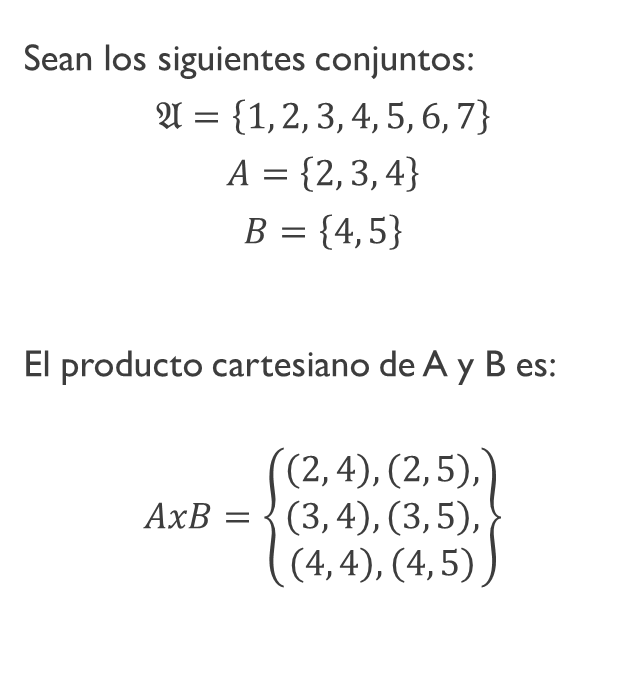 Sean los siguientes conjuntos:
𝔄 = {1, 2, 3, 4, 5, 6, 7}
A = {2, 3, 4}
B = {4, 5}
El producto cartesiano de A y B es:
(2, 4), (2, 5),
AxB = { (3, 4), (3, 5), }
(4, 4), (4, 5)